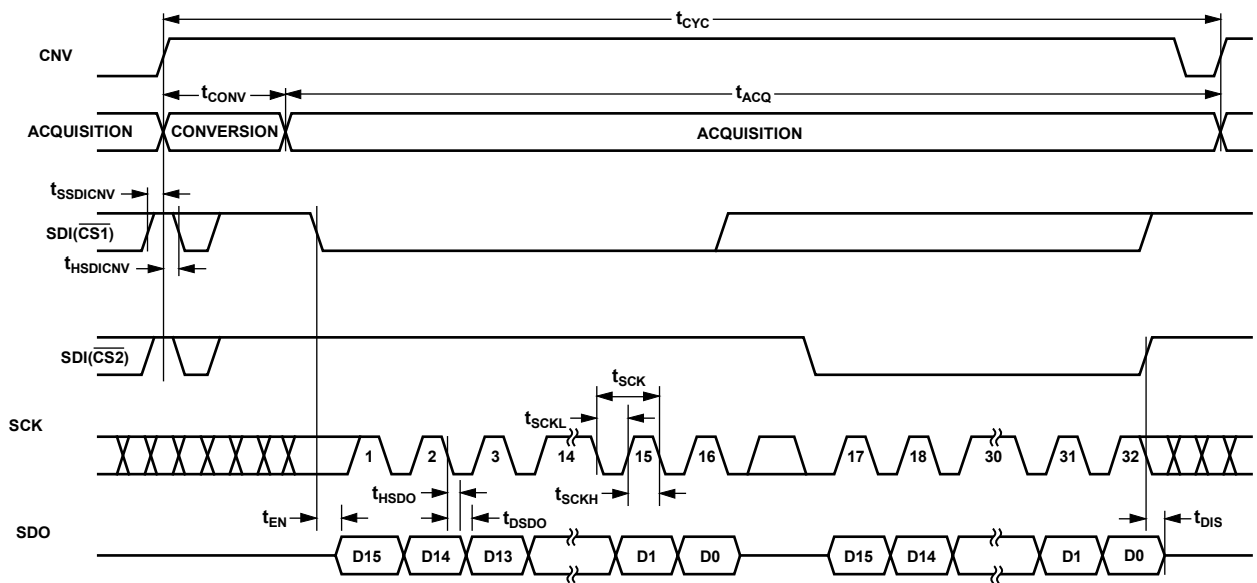 tCYC
CNV
tCONV
tACQ
ACQUISITION
CONVERSION
ACQUISITION
tSSDICNV
SDI(CS1)
tHSDICNV
SDI(CS2)
tSCK
tSCKL
SCK
1 2 3 14 15 16 17 18 30 31 32
tHSDO
tSCKH
tEN
tDSDO
tDIS
SDO
D15 D14 D13 D1 D0 D15 D14 D1 D0